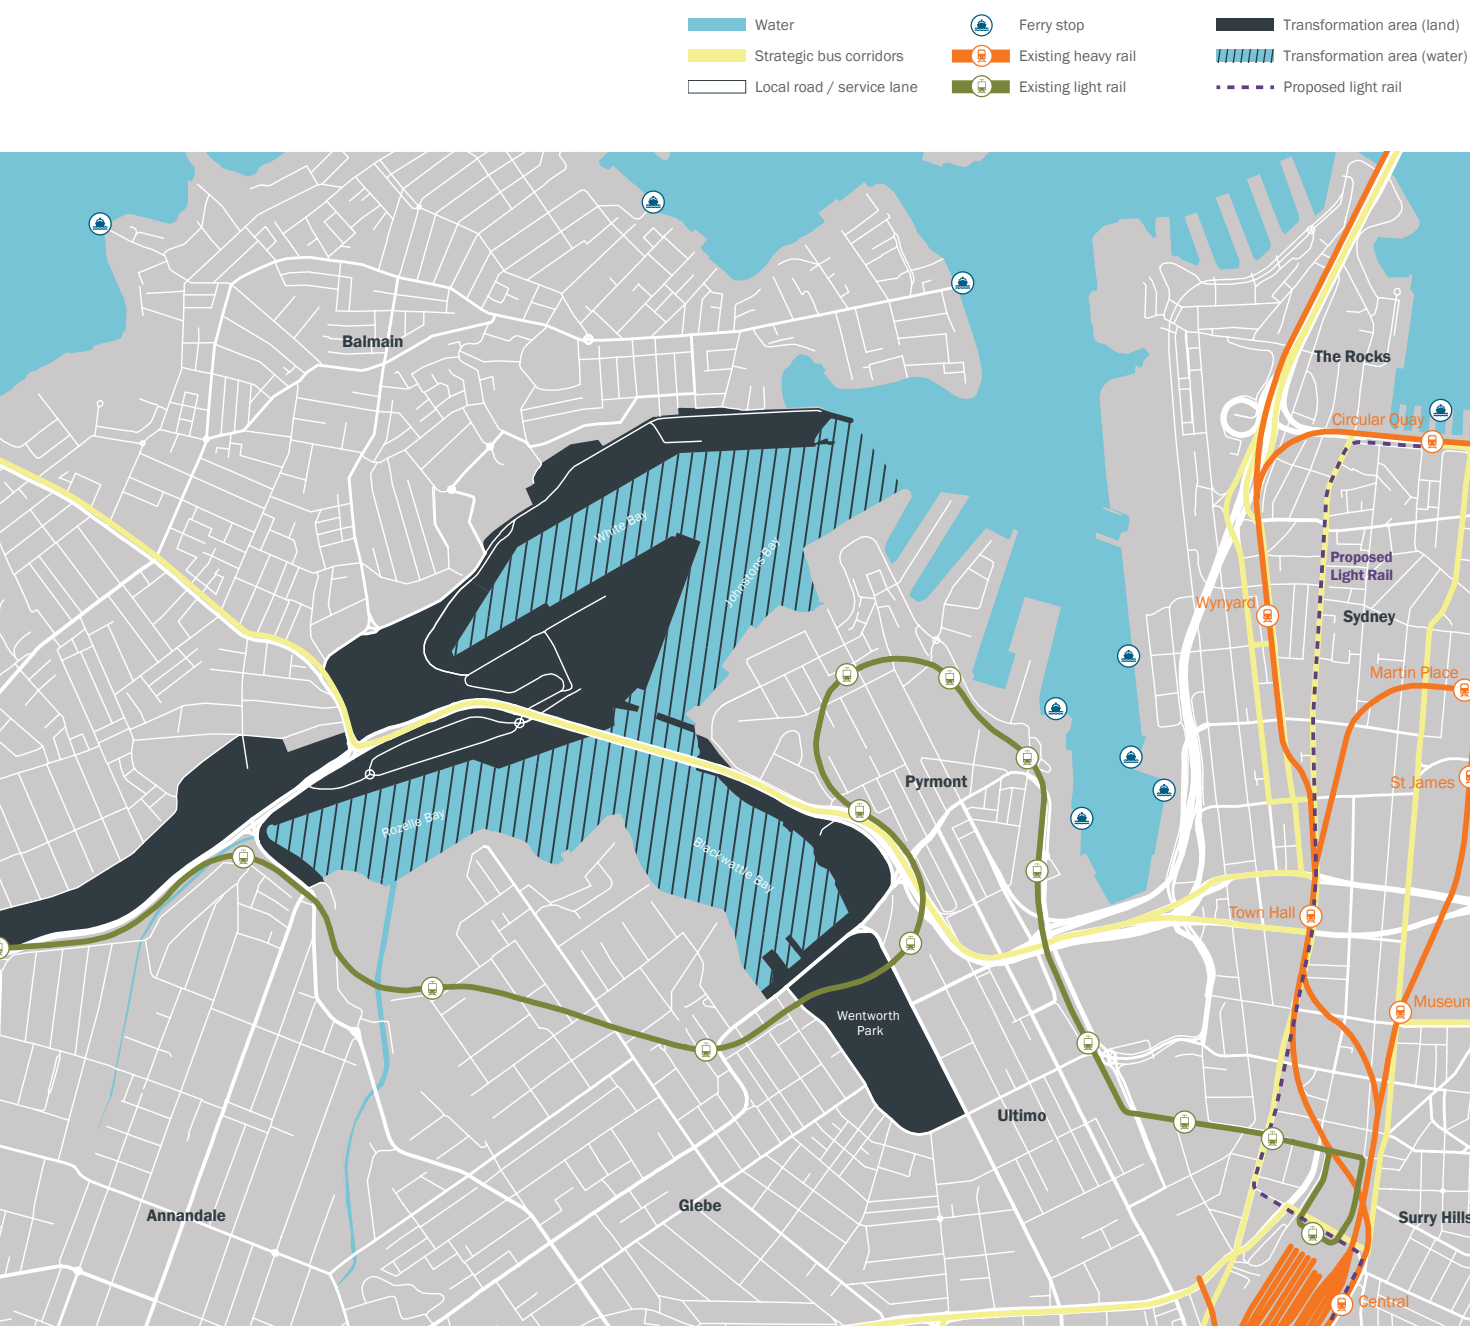 Water
Ferry stop
Transformation area (land)
Strategic bus corridors
Existing heavy rail
Transformation area (water)
Local road / service lane
Existing light rail
Proposed light rail
Balmain
The Rocks
Circular Quay
White Bay
Johnstons Bay
Proposed
Light Rail
Wynyard
Sydney
Martin Place
Pyrmont
St James
Rozelle Bay
Blackwattle Bay
Town Hall
Museum
Wentworth
Park
Ultimo
Glebe
Annandale
Surry Hills
Central